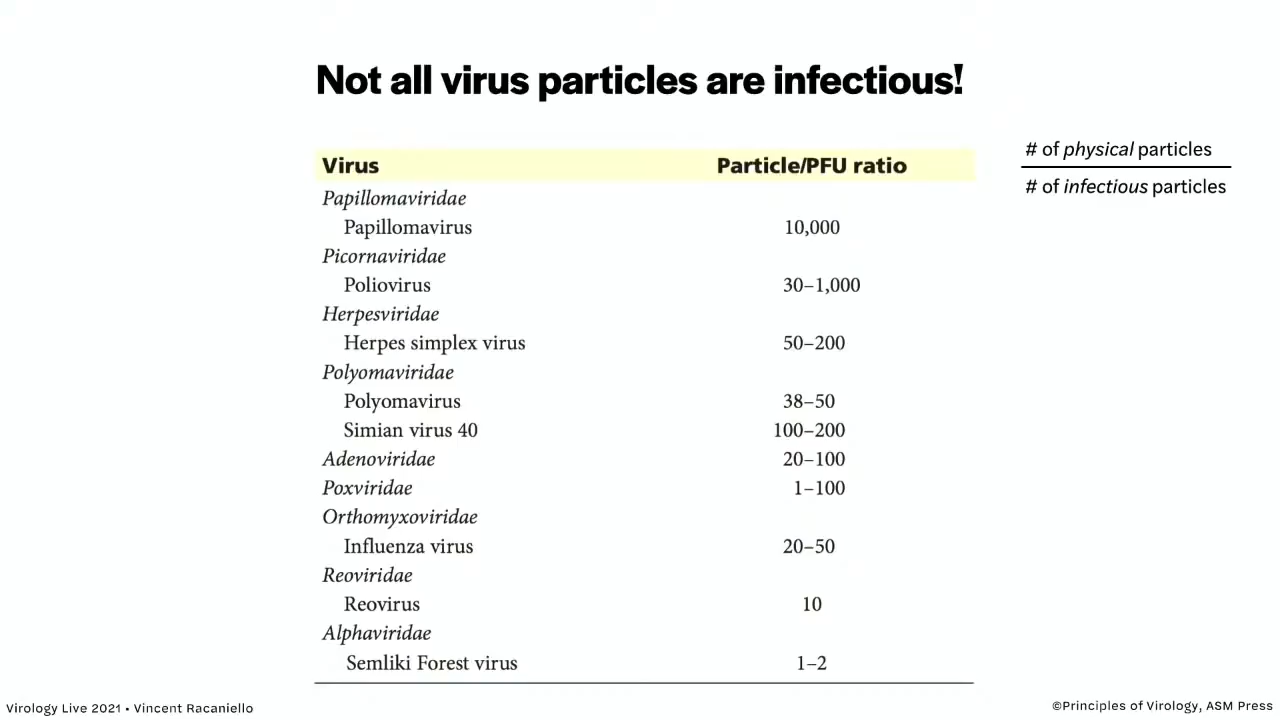 Not all virus particles are infectious!
Virus Particle/PFU ratio
# of physical particles
# of infectious particles
Papillomaviridae
Papillomavirus 10,000
Picornaviridae
Poliovirus 30–1,000
Herpesviridae
Herpes simplex virus 50–200
Polyomaviridae
Polyomavirus 38–50
Simian virus 40 100–200
Adenoviridae 20–100
Poxviridae 1–100
Orthomyxoviridae
Influenza virus 20–50
Reoviridae
Reovirus 10
Alphaviridae
Semliki Forest virus 1–2
Virology Live 2021 • Vincent Racaniello
©Principles of Virology, ASM Press